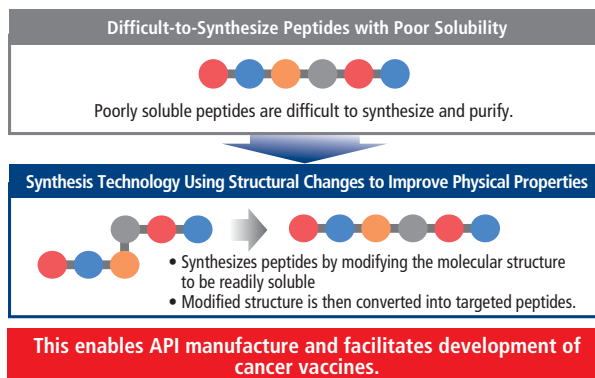 Difficult-to-Synthesize Peptides with Poor Solubility
Poorly soluble peptides are difficult to synthesize and purify.
Synthesis Technology Using Structural Changes to Improve Physical Properties
• Synthesizes peptides by modifying the molecular structure
to be readily soluble
• Modified structure is then converted into targeted peptides.
This enables API manufacture and facilitates development of
cancer vaccines.